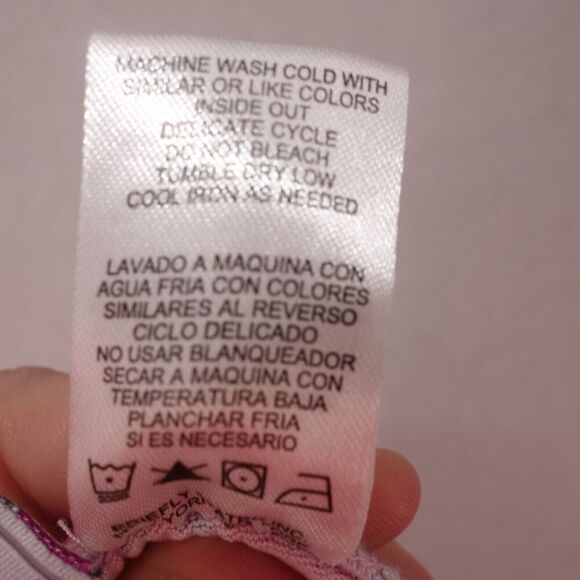 MACHINE WASH COLD WITH
SIMILAR OR LIKE COLORS
INSIDE OUT
DELICATE CYCLE
DO NOT BLEACH
TUMBLE DRY LOW
COOL IRON AS NEEDED
LAVADO A MAQUINA CON
AGUA FRIA CON COLORES
SIMILARES AL REVERSO
CICLO DELICADO
NO USAR BLANQUEADOR
SECAR A MAQUINA CON
TEMPERATURA BAJA
PLANCHAR FRIA
SI ES NECESARIO
BRIEFLY
YORK